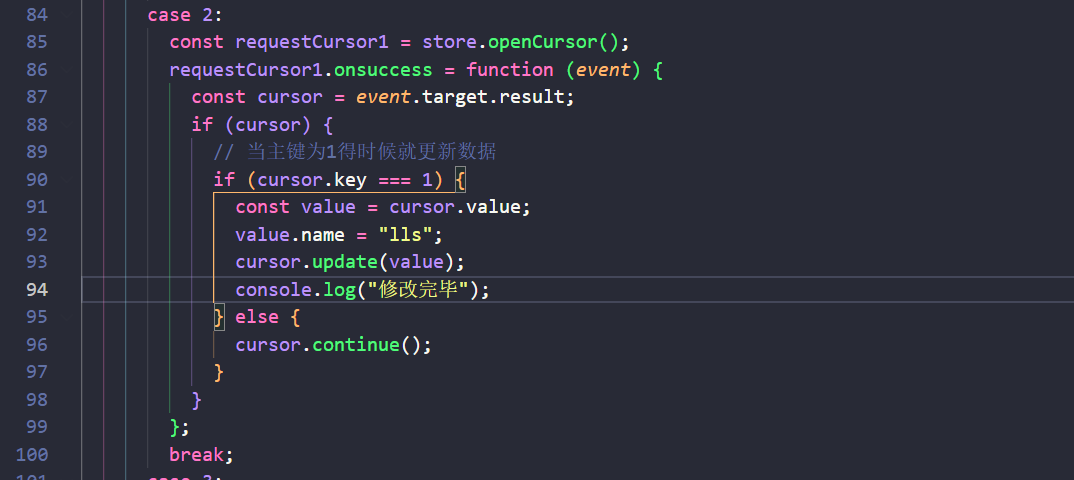 84 case 2:
85 const requestCursor1 = store.openCursor();
86 requestCursor1.onsuccess = function (event) {
87 const cursor = event.target.result;
88 if (cursor) {
89 // 当主键为1得时候就更新数据
90 if (cursor.key === 1) {
91 const value = cursor.value;
92 value.name = "lls";
93 cursor.update(value);
94 console.log("修改完毕");
95 } else {
96 cursor.continue();
97 }
98 }
99 };
100 break;
101 case 3: